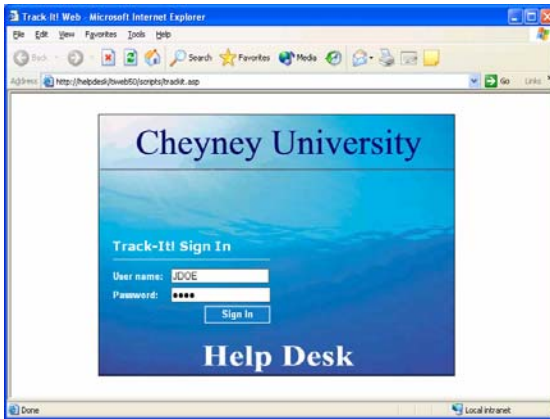 Track-It! Web - Microsoft Internet Explorer
File Edit View Favorites Tools Help
Back Search Favorites Media
Address http://helpdesk/tsweb50/scripts/trackit.asp Go Links
Cheyney University
Track-It! Sign In
User name: JDOE
Password: ●●●●
Sign In
Help Desk
Done Local intranet